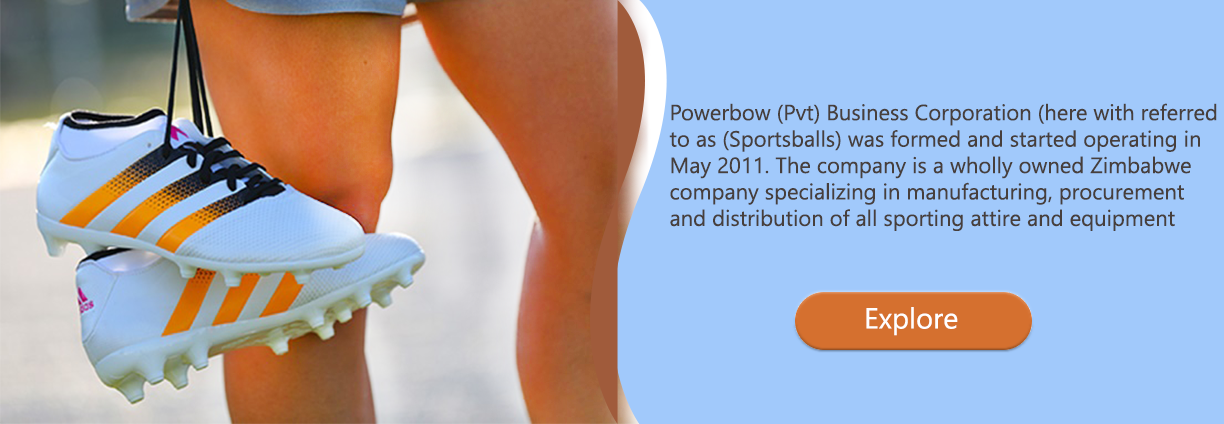 Powerbow (Pvt) Business Corporation (here with referred
to as (Sportsballs) was formed and started operating in
May 2011. The company is a wholly owned Zimbabwe
company specializing in manufacturing, procurement
and distribution of all sporting attire and equipment
Explore